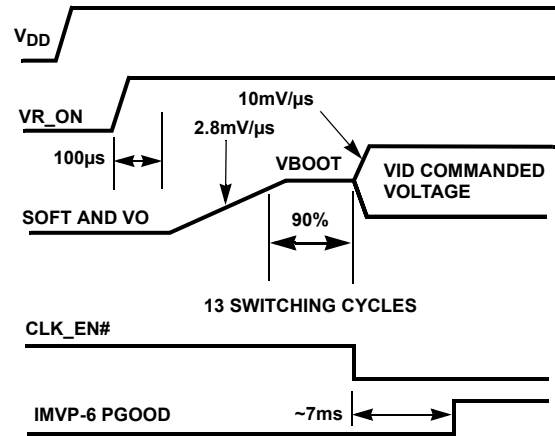 VDD
VR_ON
10mV/µs
2.8mV/µs
100µs
VBOOT
VID COMMANDED
VOLTAGE
SOFT AND VO
90%
13 SWITCHING CYCLES
CLK_EN#
IMVP-6 PGOOD
~7ms